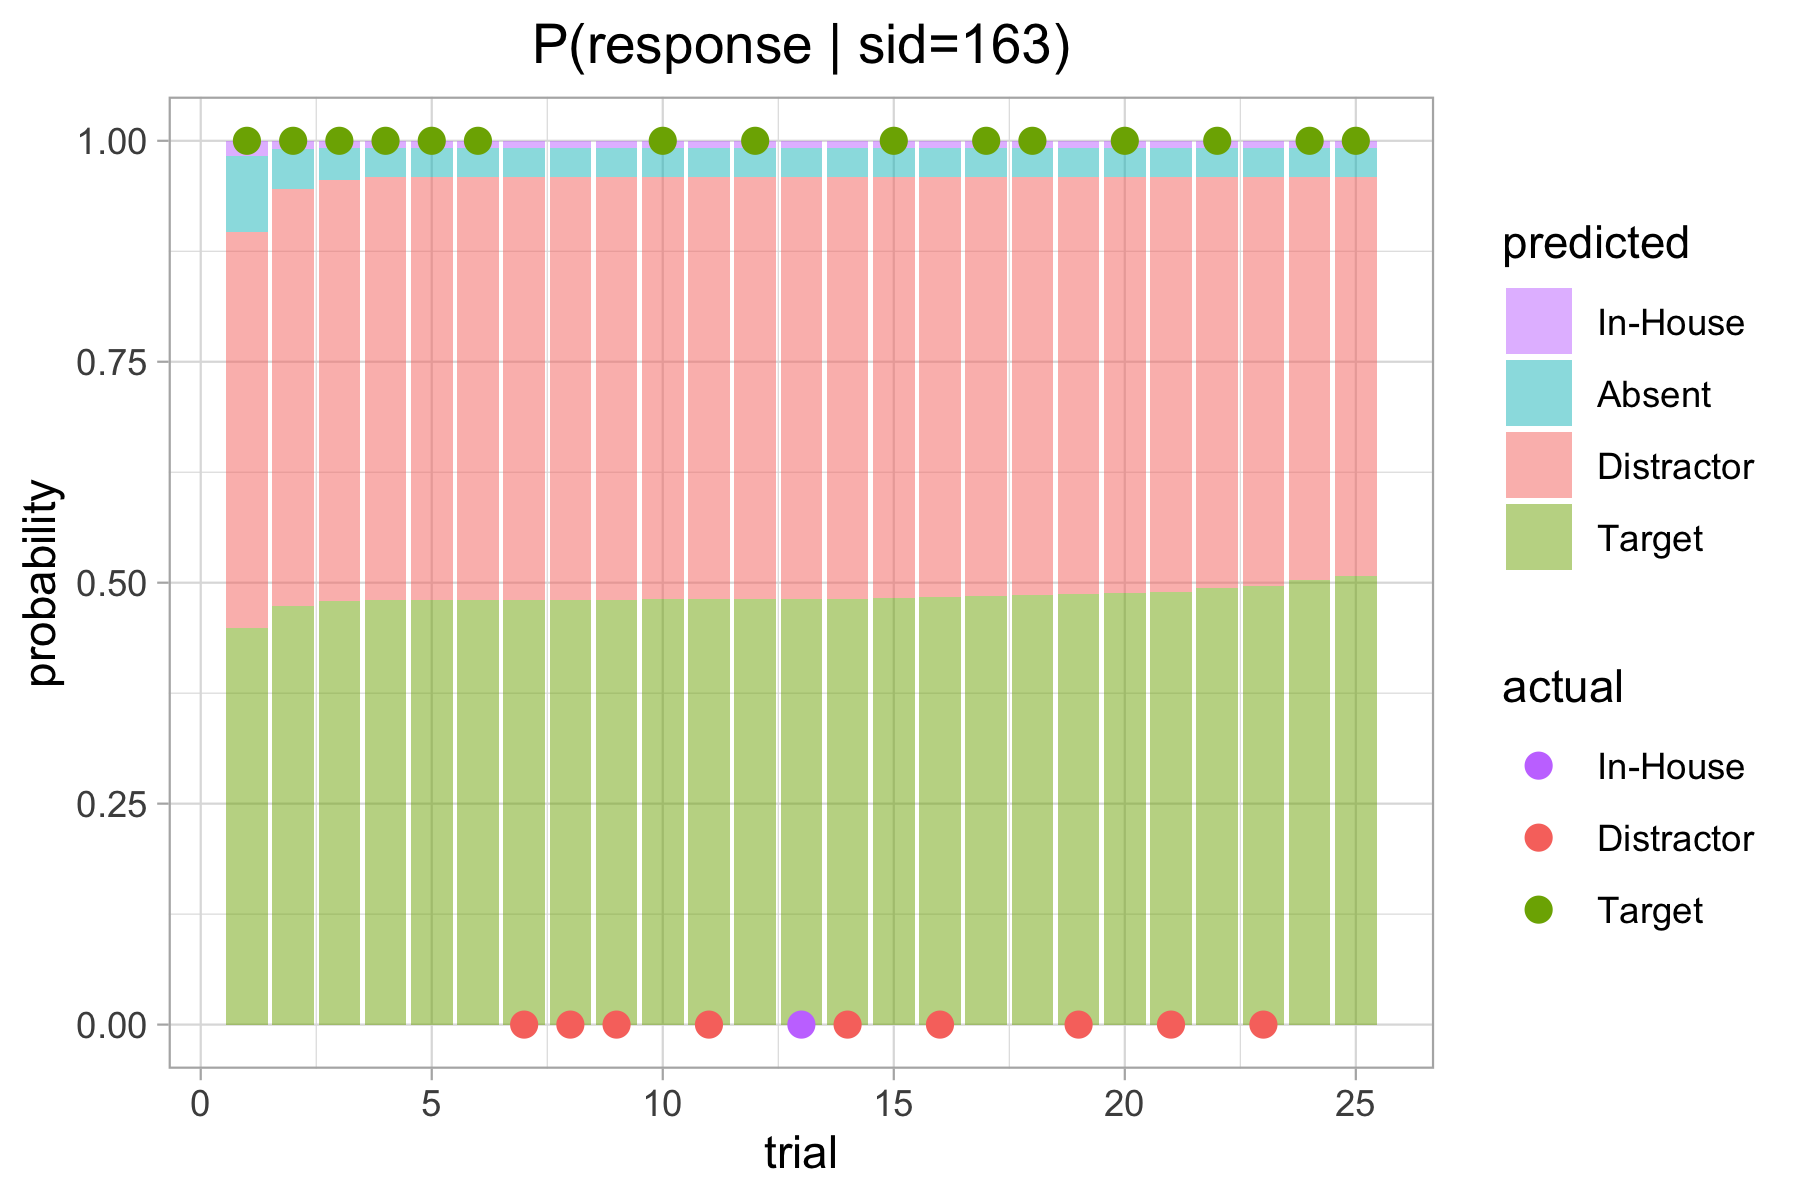 P(response | sid=163)
1.00
0.75
0.50
0.25
0.00
probability
0 5 10 15 20 25
trial
predicted
In-House
Absent
Distractor
Target
actual
In-House
Distractor
Target